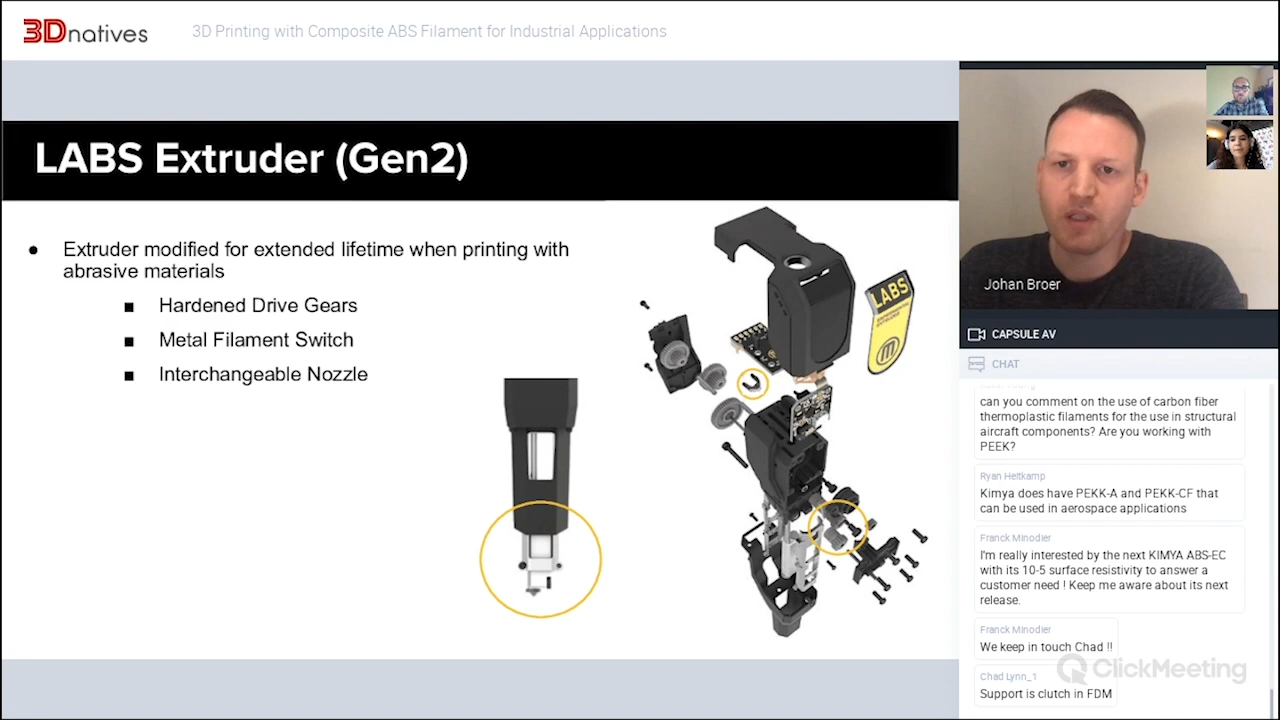 3Dnatives
3D Printing with Composite ABS Filament for Industrial Applications
LABS Extruder (Gen2)
Extruder modified for extended lifetime when printing with
abrasive materials
Hardened Drive Gears
Metal Filament Switch
Interchangeable Nozzle
LABS
Johan Broer
CAPSULE AV
CHAT
can you comment on the use of carbon fiber
thermoplastic filaments for the use in structural
aircraft components? Are you working with
PEEK?
Ryan Heitkamp
Kimya does have PEKK-A and PEKK-CF that
can be used in aerospace applications
Franck Minodier
I'm really interested by the next KIMYA ABS-EC
with its 10-5 surface resistivity to answer a
customer need ! Keep me aware about its next
release.
Franck Minodier
We keep in touch Chad !!
ClickMeeting
Chad Lynn_1
Support is clutch in FDM